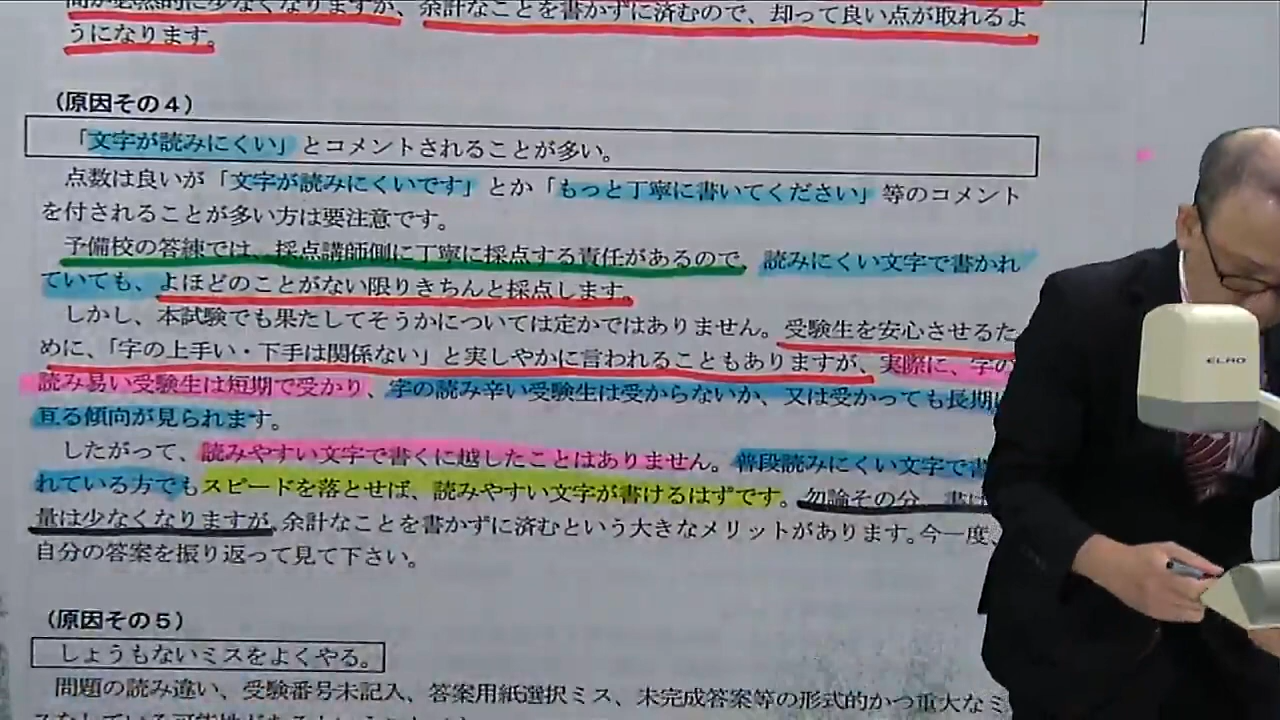 間が必然的に少なくなりますが、余計なことを書かずに済むので、却って良い点が取れるよ
うになります。
（原因その４）
「文字が読みにくい」とコメントされることが多い。
点数は良いが「文字が読みにくいです」とか「もっと丁寧に書いてください」等のコメント
を付されることが多い方は要注意です。
予備校の答練では、採点講師側に丁寧に採点する責任があるので、読みにくい文字で書かれ
ていても、よほどのことがない限りきちんと採点します。
しかし、本試験でも果たしてそうかについては定かではありません。受験生を安心させるた
めに、「字の上手い・下手は関係ない」と実しやかに言われることもありますが、実際に、字の
読み易い受験生は短期で受かり、字の読み辛い受験生は受からないか、又は受かっても長期に
亘る傾向が見られます。
したがって、読みやすい文字で書くに越したことはありません。普段読みにくい文字で書
れている方でもスピードを落とせば、読みやすい文字が書けるはずです。勿論その分、書け
量は少なくなりますが、余計なことを書かずに済むという大きなメリットがあります。今一度、
自分の答案を振り返って見て下さい。
（原因その５）
しょうもないミスをよくやる。
問題の読み違い、受験番号未記入、答案用紙選択ミス、未完成答案等の形式的かつ重大なミ
ELMO